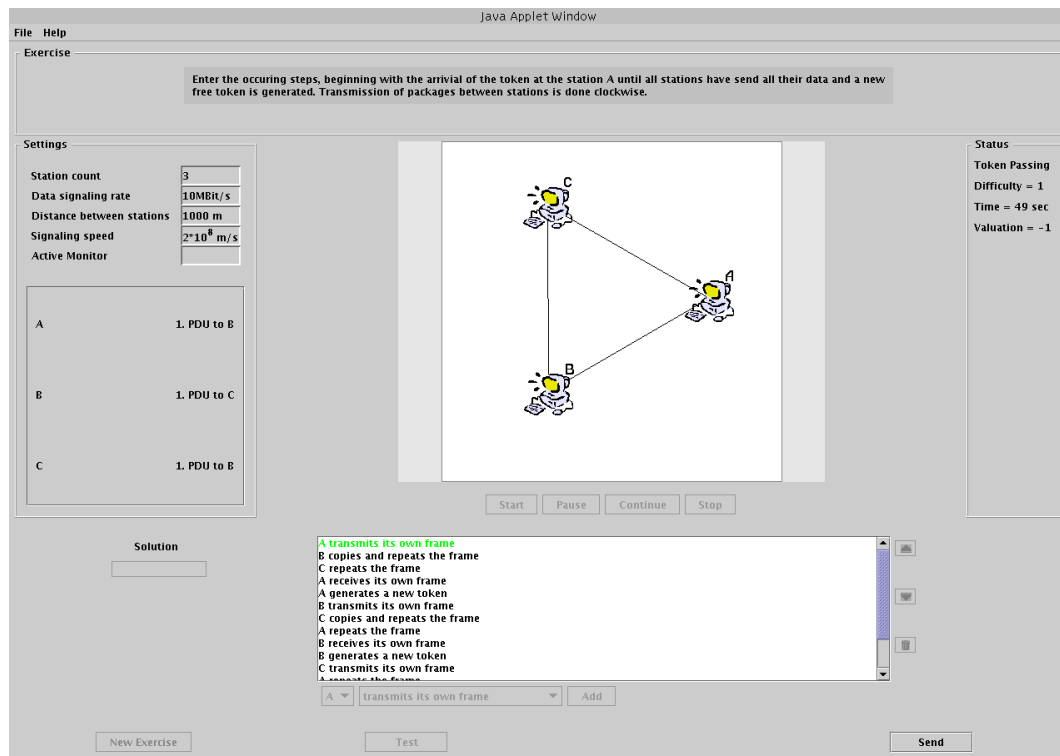 Java Applet Window
File Help
Exercise
Enter the occuring steps, beginning with the arrivial of the token at the station A until all stations have send all their data and a new
free token is generated. Transmission of packages between stations is done clockwise.
Settings
Station count 3
Data signaling rate 10MBit/s
Distance between stations 1000 m
Signaling speed 2*10^8 m/s
Active Monitor
A 1. PDU to B
B 1. PDU to C
C 1. PDU to B
C
A
B
Start Pause Continue Stop
Status
Token Passing
Difficulty = 1
Time = 49 sec
Valuation = -1
Solution
A transmits its own frame
B copies and repeats the frame
C repeats the frame
A receives its own frame
A generates a new token
B transmits its own frame
C copies and repeats the frame
A repeats the frame
B receives its own frame
B generates a new token
C transmits its own frame
A repeats the frame
A transmits its own frame Add
New Exercise Test Send